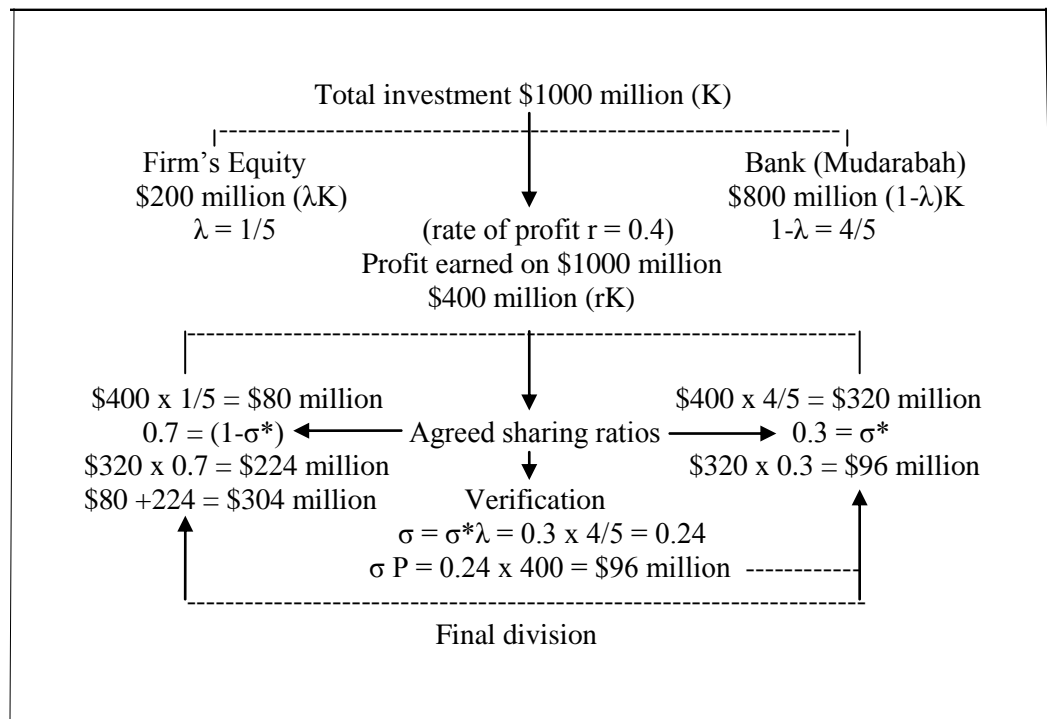 Total investment $1000 million (K)
Firm’s Equity
$200 million (λK)
λ = 1/5
Bank (Mudarabah)
$800 million (1-λ)K
1-λ = 4/5
(rate of profit r = 0.4)
Profit earned on $1000 million
$400 million (rK)
$400 x 1/5 = $80 million
0.7 = (1-σ*)
$320 x 0.7 = $224 million
$80 +224 = $304 million
Agreed sharing ratios
$400 x 4/5 = $320 million
0.3 = σ*
$320 x 0.3 = $96 million
Verification
σ = σ*λ = 0.3 x 4/5 = 0.24
σ P = 0.24 x 400 = $96 million
Final division